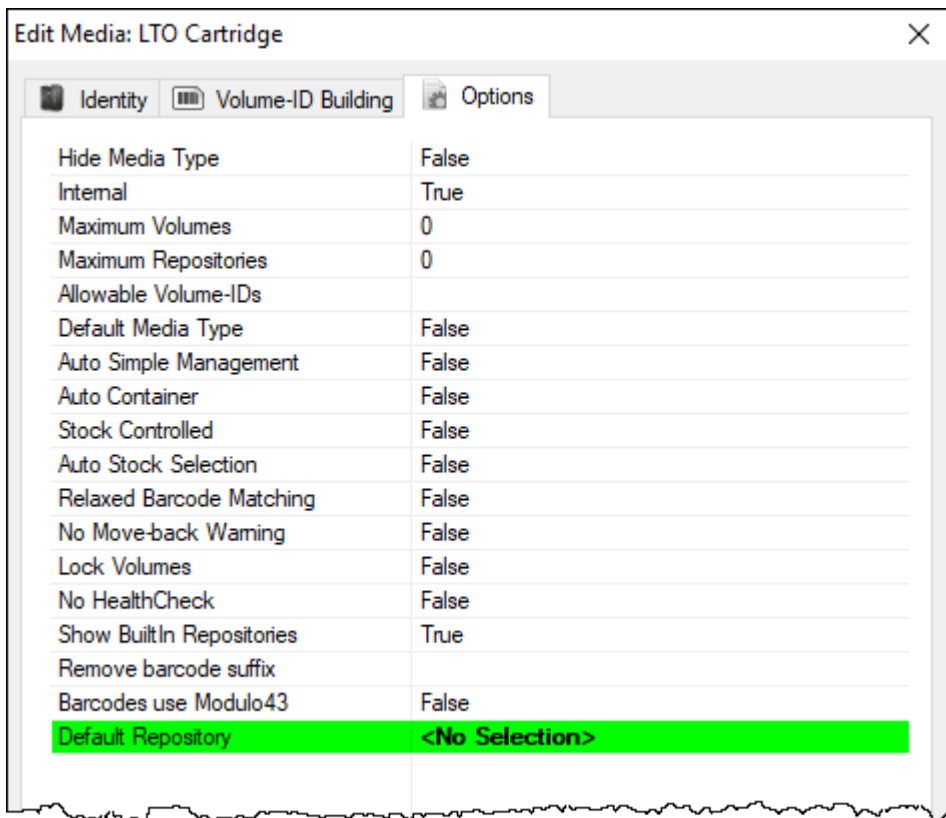 Edit Media: LTO Cartridge
Identity Volume-ID Building Options
Hide Media Type False
Internal True
Maximum Volumes 0
Maximum Repositories 0
Allowable Volume-IDs
Default Media Type False
Auto Simple Management False
Auto Container False
Stock Controlled False
Auto Stock Selection False
Relaxed Barcode Matching False
No Move-back Warning False
Lock Volumes False
No HealthCheck False
Show BuiltIn Repositories True
Remove barcode suffix
Barcodes use Modulo43 False
Default Repository <No Selection>